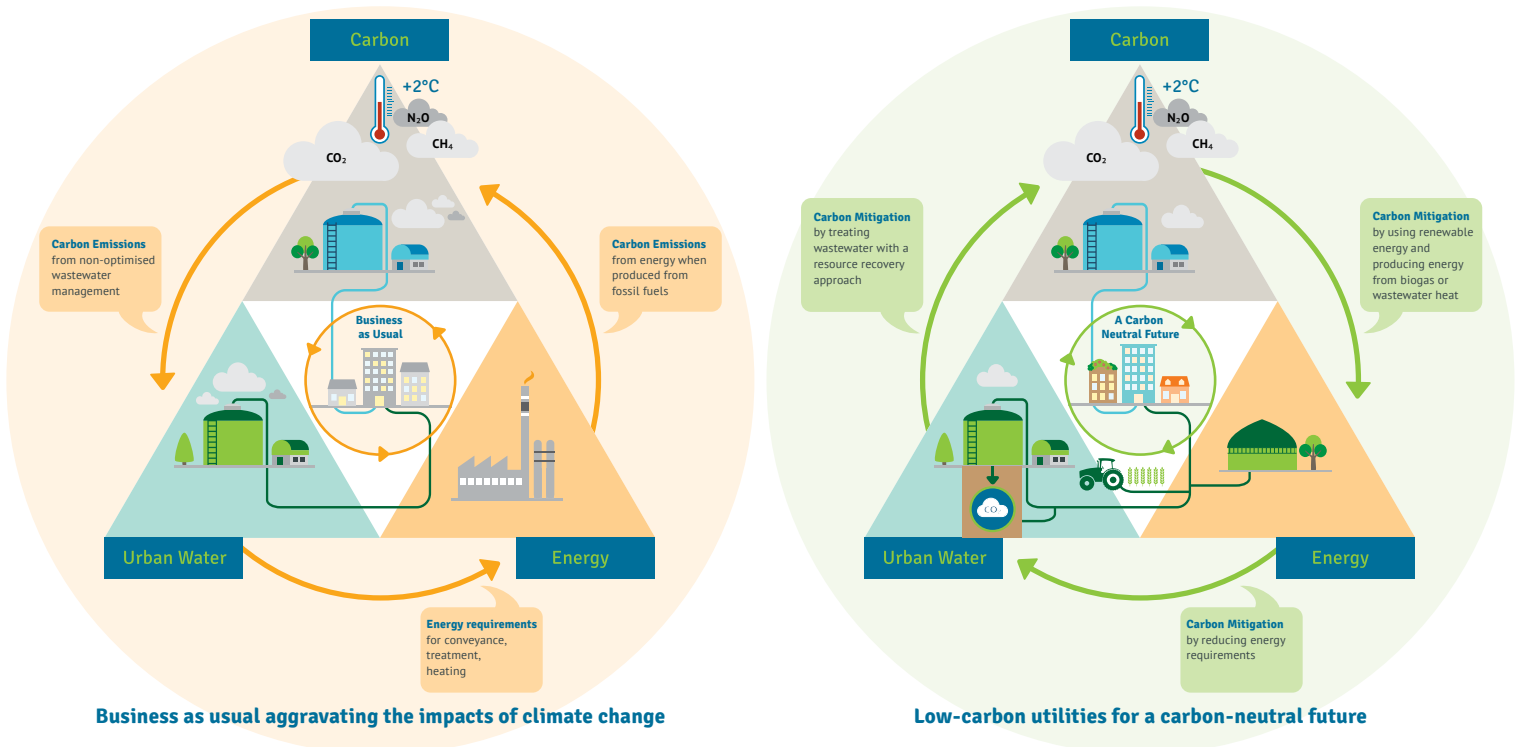 Carbon
+2°C
N₂O
CH₄
CO₂
Carbon Emissions
from non-optimised
wastewater
management
Carbon Emissions
from energy when
produced from
fossil fuels
Business
as Usual
Urban Water
Energy
Energy requirements
for conveyance,
treatment,
heating
Business as usual aggravating the impacts of climate change
Carbon
+2°C
N₂O
CH₄
CO₂
Carbon Mitigation
by treating
wastewater with a
resource recovery
approach
Carbon Mitigation
by using renewable
energy and
producing energy
from biogas or
wastewater heat
A Carbon
Neutral Future
CO
Urban Water
Energy
Carbon Mitigation
by reducing energy
requirements
Low-carbon utilities for a carbon-neutral future